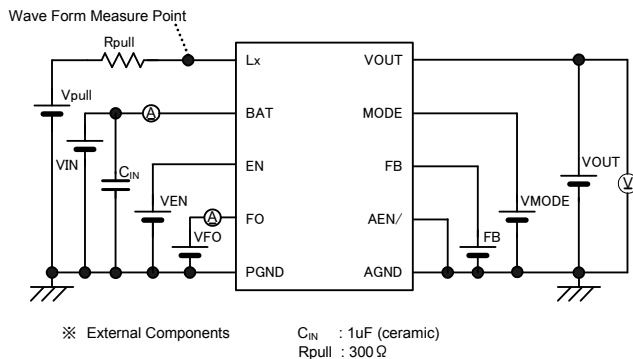 Wave Form Measure Point
Rpull
Lx
VOUT
Vpull
A
BAT
MODE
VIN
CIN
EN
FB
VOUT
V
VEN
A
FO
AEN/
VMODE
VFO
FB
PGND
AGND
※ External Components
CIN : 1uF (ceramic)
Rpull : 300Ω